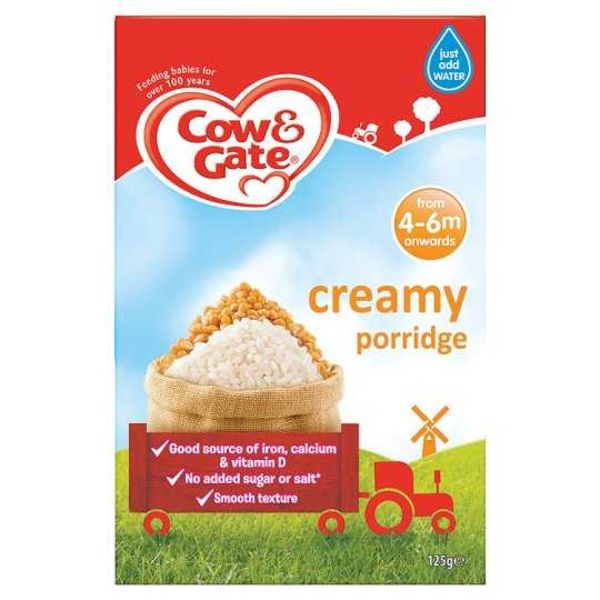 Feeding babies for
over 100 years
just
add
WATER
Cow&
Gate®
from
4-6m
onwards
creamy
porridge
Good source of iron, calcium
& vitamin D
No added sugar or salt*
Smooth texture
125g℮